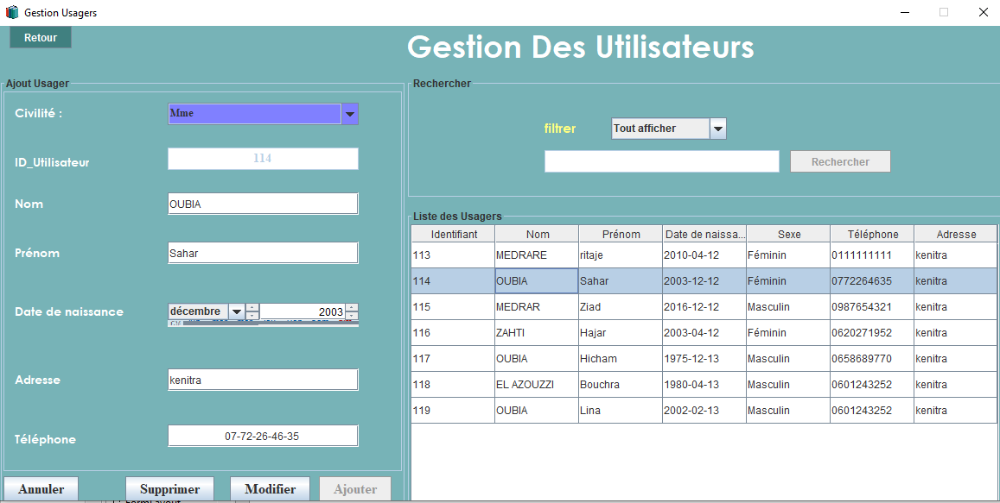 Gestion Usagers
Retour
Gestion Des Utilisateurs
Ajout Usager
Civilité :
Mme
ID_Utilisateur
114
Nom
OUBIA
Prénom
Sahar
Date de naissance
décembre 2003
Adresse
kenitra
Téléphone
07-72-26-46-35
Annuler Supprimer Modifier Ajouter
Rechercher
filtrer Tout afficher
Rechercher
Liste des Usagers
Identifiant Nom Prénom Date de naissa... Sexe Téléphone Adresse
113 MEDRARE ritaje 2010-04-12 Féminin 0111111111 kenitra
114 OUBIA Sahar 2003-12-12 Féminin 0772264635 kenitra
115 MEDRAR Ziad 2016-12-12 Masculin 0987654321 kenitra
116 ZAHTI Hajar 2003-04-12 Féminin 0620271952 kenitra
117 OUBIA Hicham 1975-12-13 Masculin 0658689770 kenitra
118 EL AZOUZZI Bouchra 1980-04-13 Masculin 0601243252 kenitra
119 OUBIA Lina 2002-02-13 Masculin 0601243252 kenitra